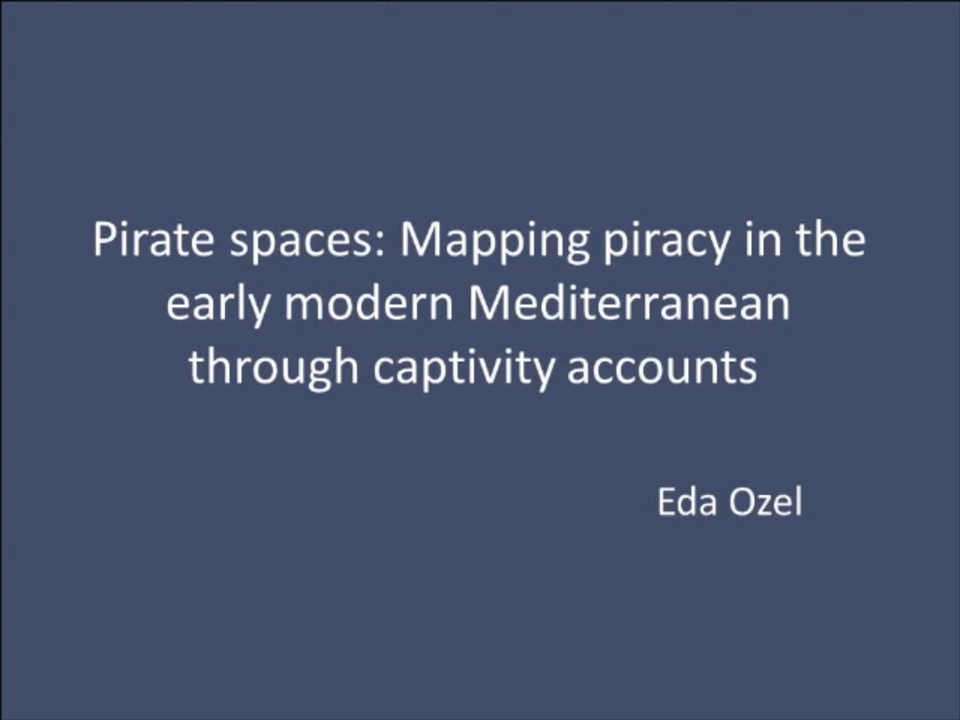 Pirate spaces: Mapping piracy in the
early modern Mediterranean
through captivity accounts
Eda Ozel